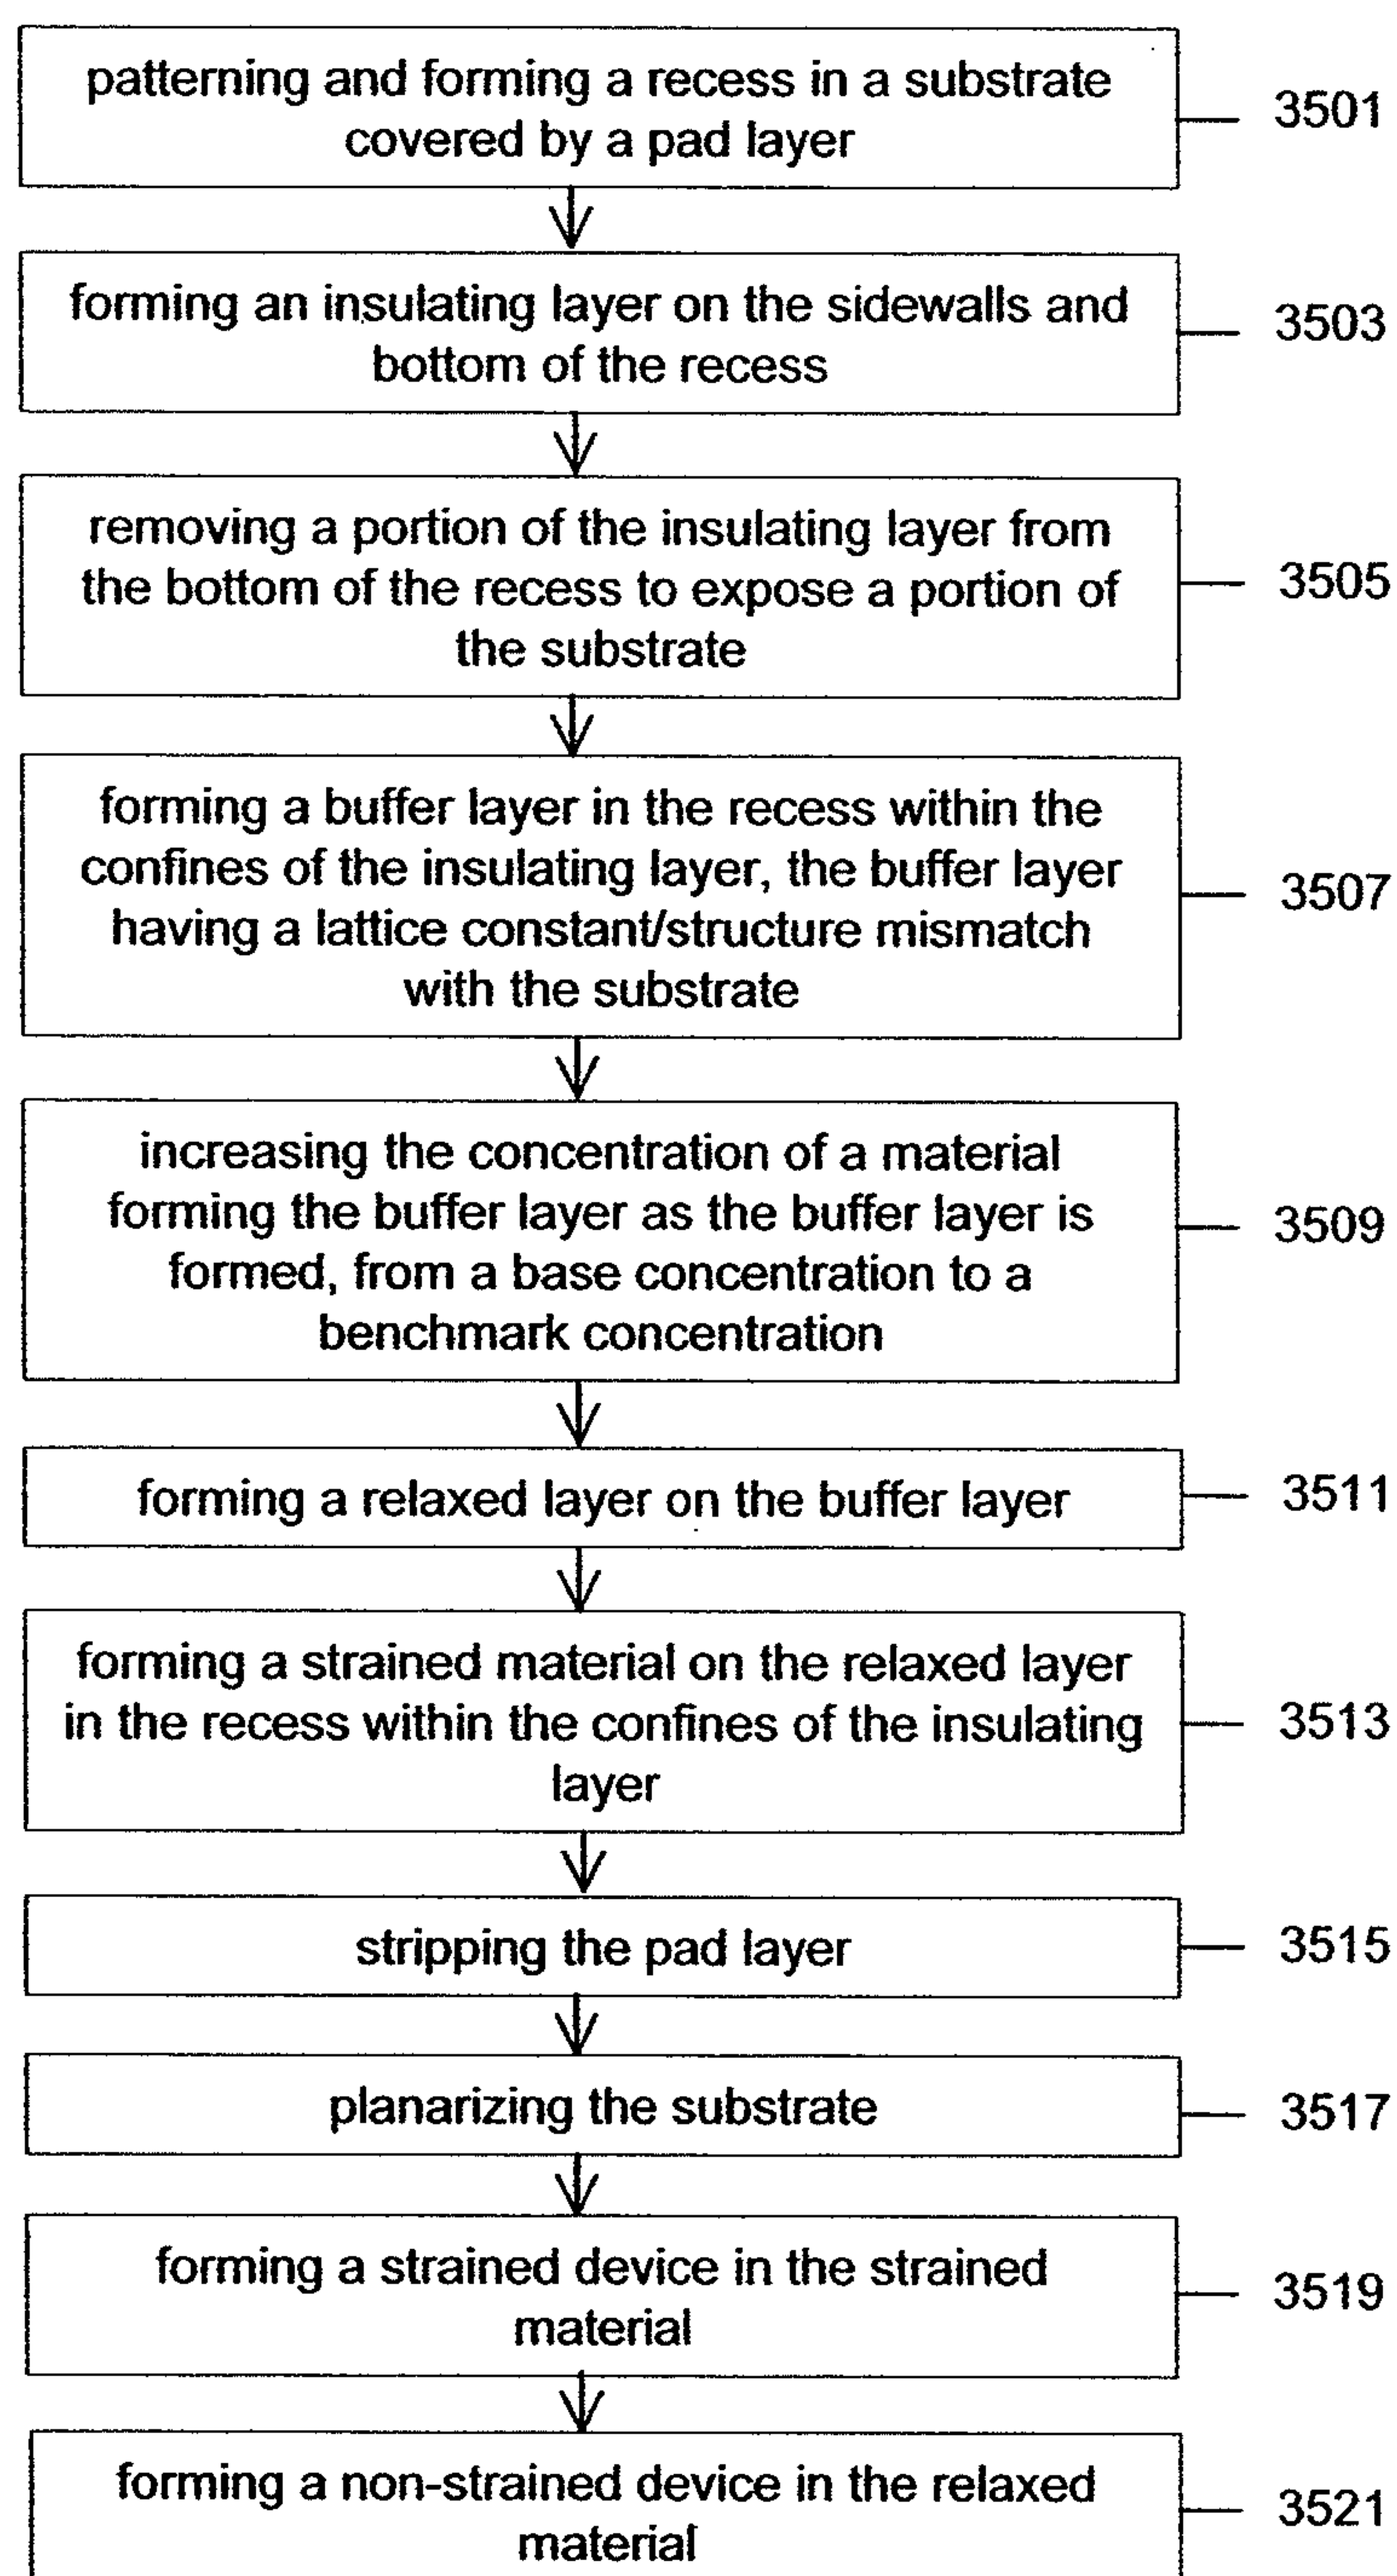 patterning and forming a recess in a substrate
covered by a pad layer
3501
forming an insulating layer on the sidewalls and
bottom of the recess
3503
removing a portion of the insulating layer from
the bottom of the recess to expose a portion of
the substrate
3505
forming a buffer layer in the recess within the
confines of the insulating layer, the buffer layer
having a lattice constant/structure mismatch
with the substrate
3507
increasing the concentration of a material
forming the buffer layer as the buffer layer is
formed, from a base concentration to a
benchmark concentration
3509
forming a relaxed layer on the buffer layer
3511
forming a strained material on the relaxed layer
in the recess within the confines of the insulating
layer
3513
stripping the pad layer
3515
planarizing the substrate
3517
forming a strained device in the strained
material
3519
forming a non-strained device in the relaxed
material
3521